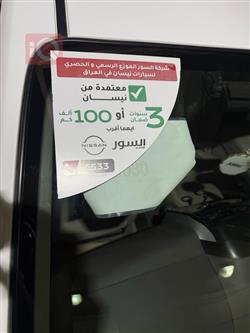 شركة السور الموزع الرسمي و الحصري
لسيارات نيسان في العراق
معتمدة من
نيسان
3 سنوات ضمان أو 100 ألف كم
ايهما أقرب
NISSAN السور
6533